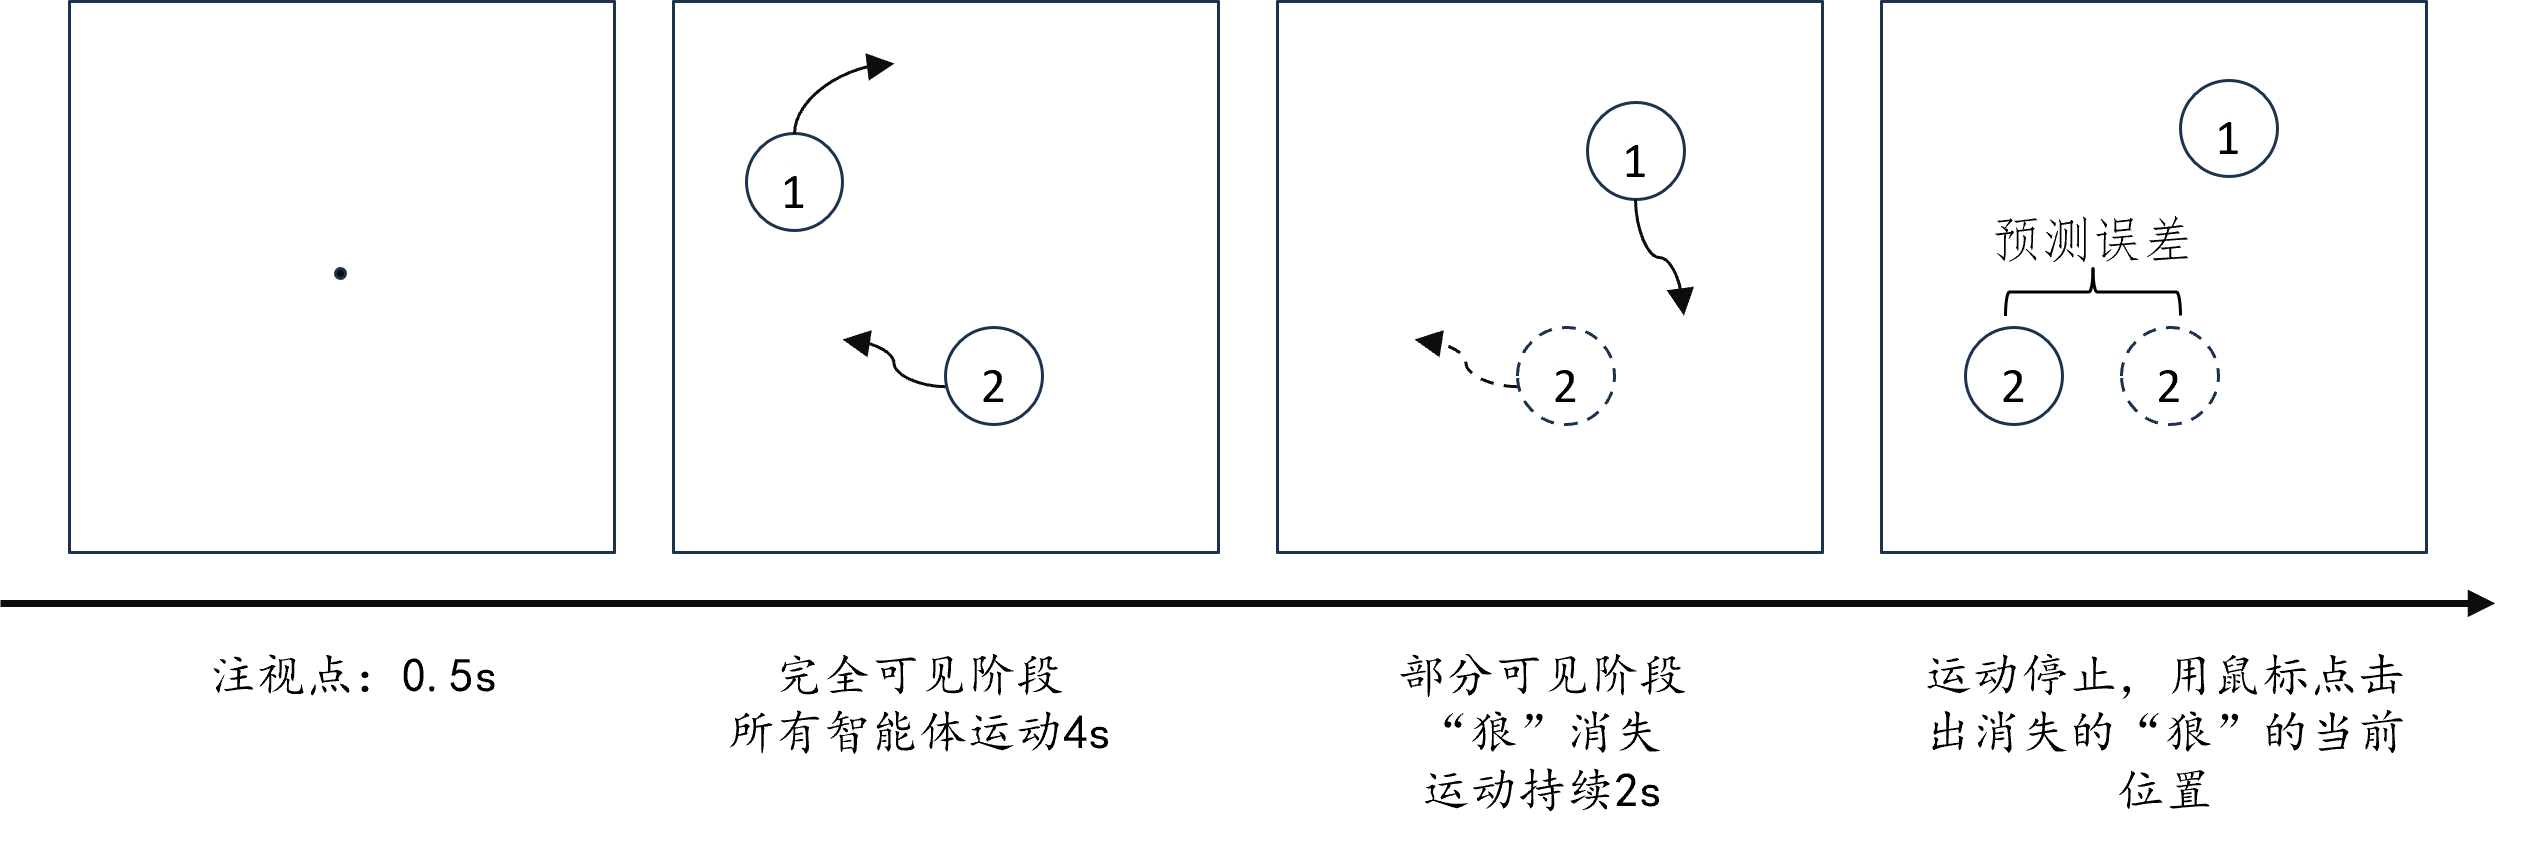 1
2
1
2
1
预测误差
2
2
注视点：0.5s
完全可见阶段
所有智能体运动4s
部分可见阶段
“狼”消失
运动持续2s
运动停止，用鼠标点击
出消失的“狼”的当前
位置